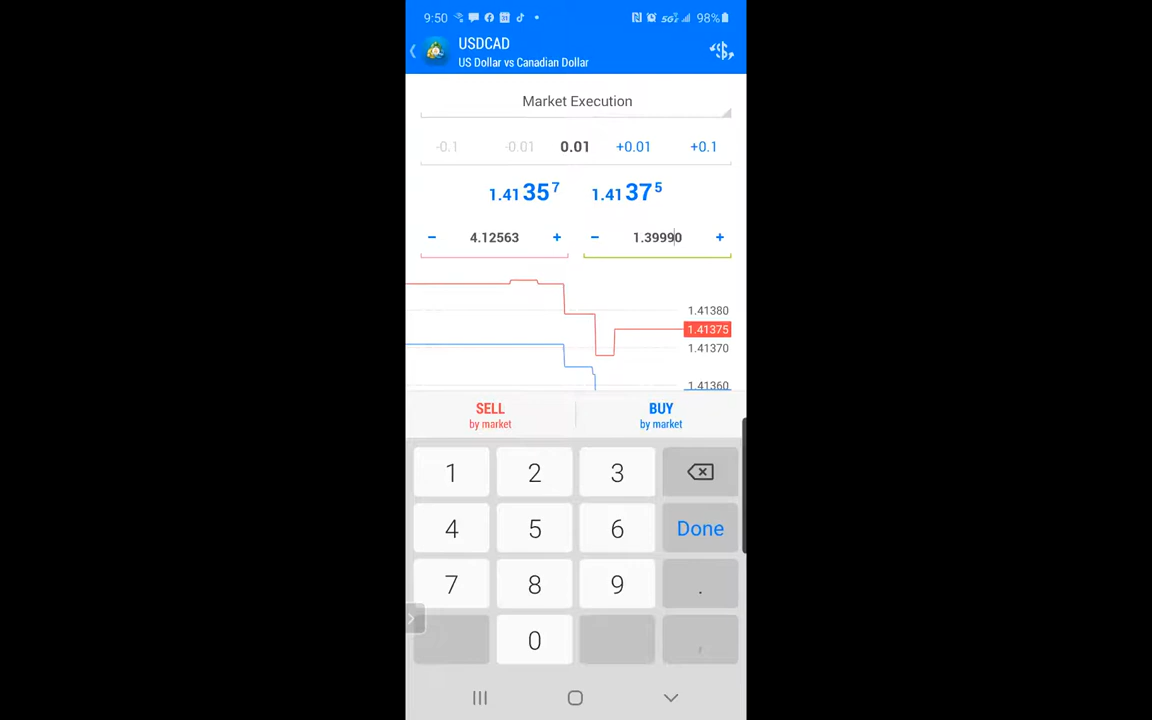 9:50 98%
USDCAD
US Dollar vs Canadian Dollar
Market Execution
-0.1 -0.01 0.01 +0.01 +0.1
1.41357 1.41375
− 4.12563 + − 1.39990 +
1.41380
1.41375
1.41370
1.41360
SELL BUY
by market by market
1 2 3
4 5 6 Done
7 8 9 .
0 ,